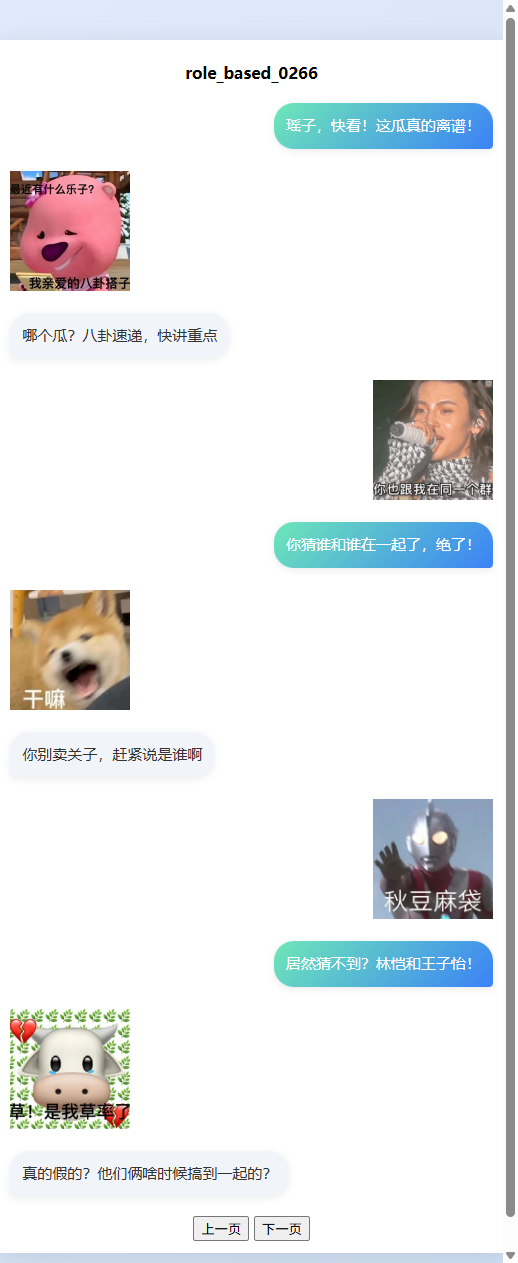 role_based_0266
瑶子，快看！这瓜真的离谱！
最近有什么乐子？
我亲爱的八卦搭子
哪个瓜？八卦速递，快讲重点
你也跟我在同一个群
你猜谁和谁在一起了，绝了！
干嘛
你别卖关子，赶紧说是谁啊
秋豆麻袋
居然猜不到？林恺和王子怡！
草！是我草率了
真的假的？他们俩啥时候搞到一起的？
上一页 下一页